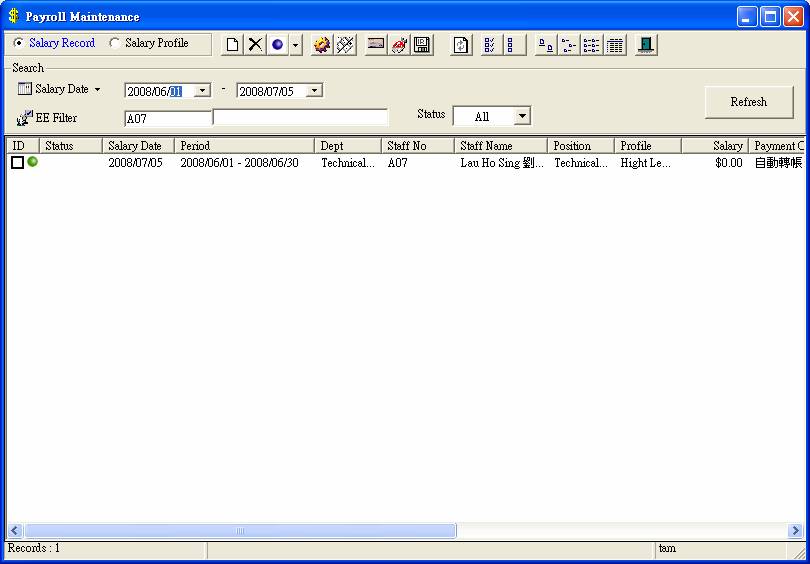 Payroll Maintenance
Salary Record Salary Profile
Search
Salary Date 2008/06/01 - 2008/07/05
Refresh
EE Filter A07 Status All
ID Status Salary Date Period Dept Staff No Staff Name Position Profile Salary Payment C
2008/07/05 2008/06/01 - 2008/06/30 Technical... A07 Lau Ho Sing 劉... Technical... Hight Le... $0.00 自動轉帳
Records : 1 tam